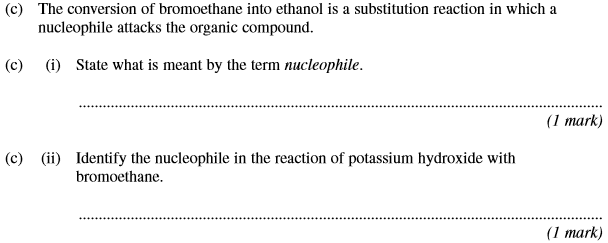 (c) The conversion of bromoethane into ethanol is a substitution reaction in which a
nucleophile attacks the organic compound.
(c) (i) State what is meant by the term nucleophile.
................................................................................
(1 mark)
(c) (ii) Identify the nucleophile in the reaction of potassium hydroxide with
bromoethane.
................................................................................
(1 mark)